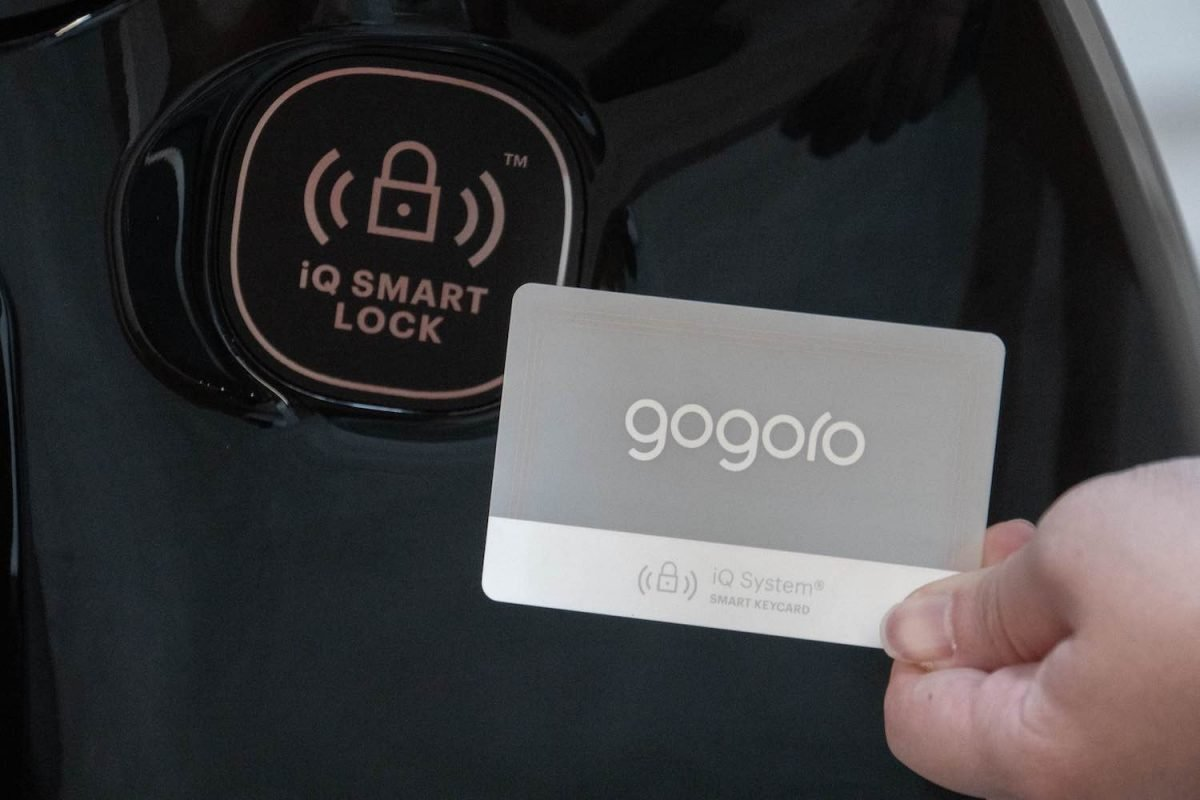 TM
iQ SMART
LOCK
gogoro
iQ System®
SMART KEYCARD